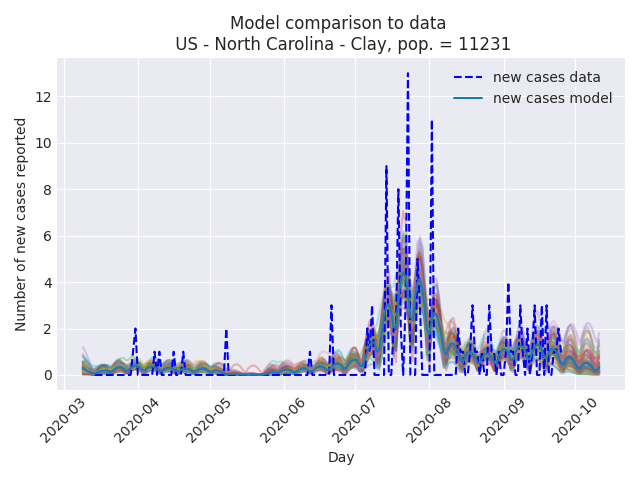 Model comparison to data
US - North Carolina - Clay, pop. = 11231
new cases data
new cases model
Number of new cases reported
12
10
8
6
4
2
0
2020-03
2020-04
2020-05
2020-06
2020-07
2020-08
2020-09
2020-10
Day